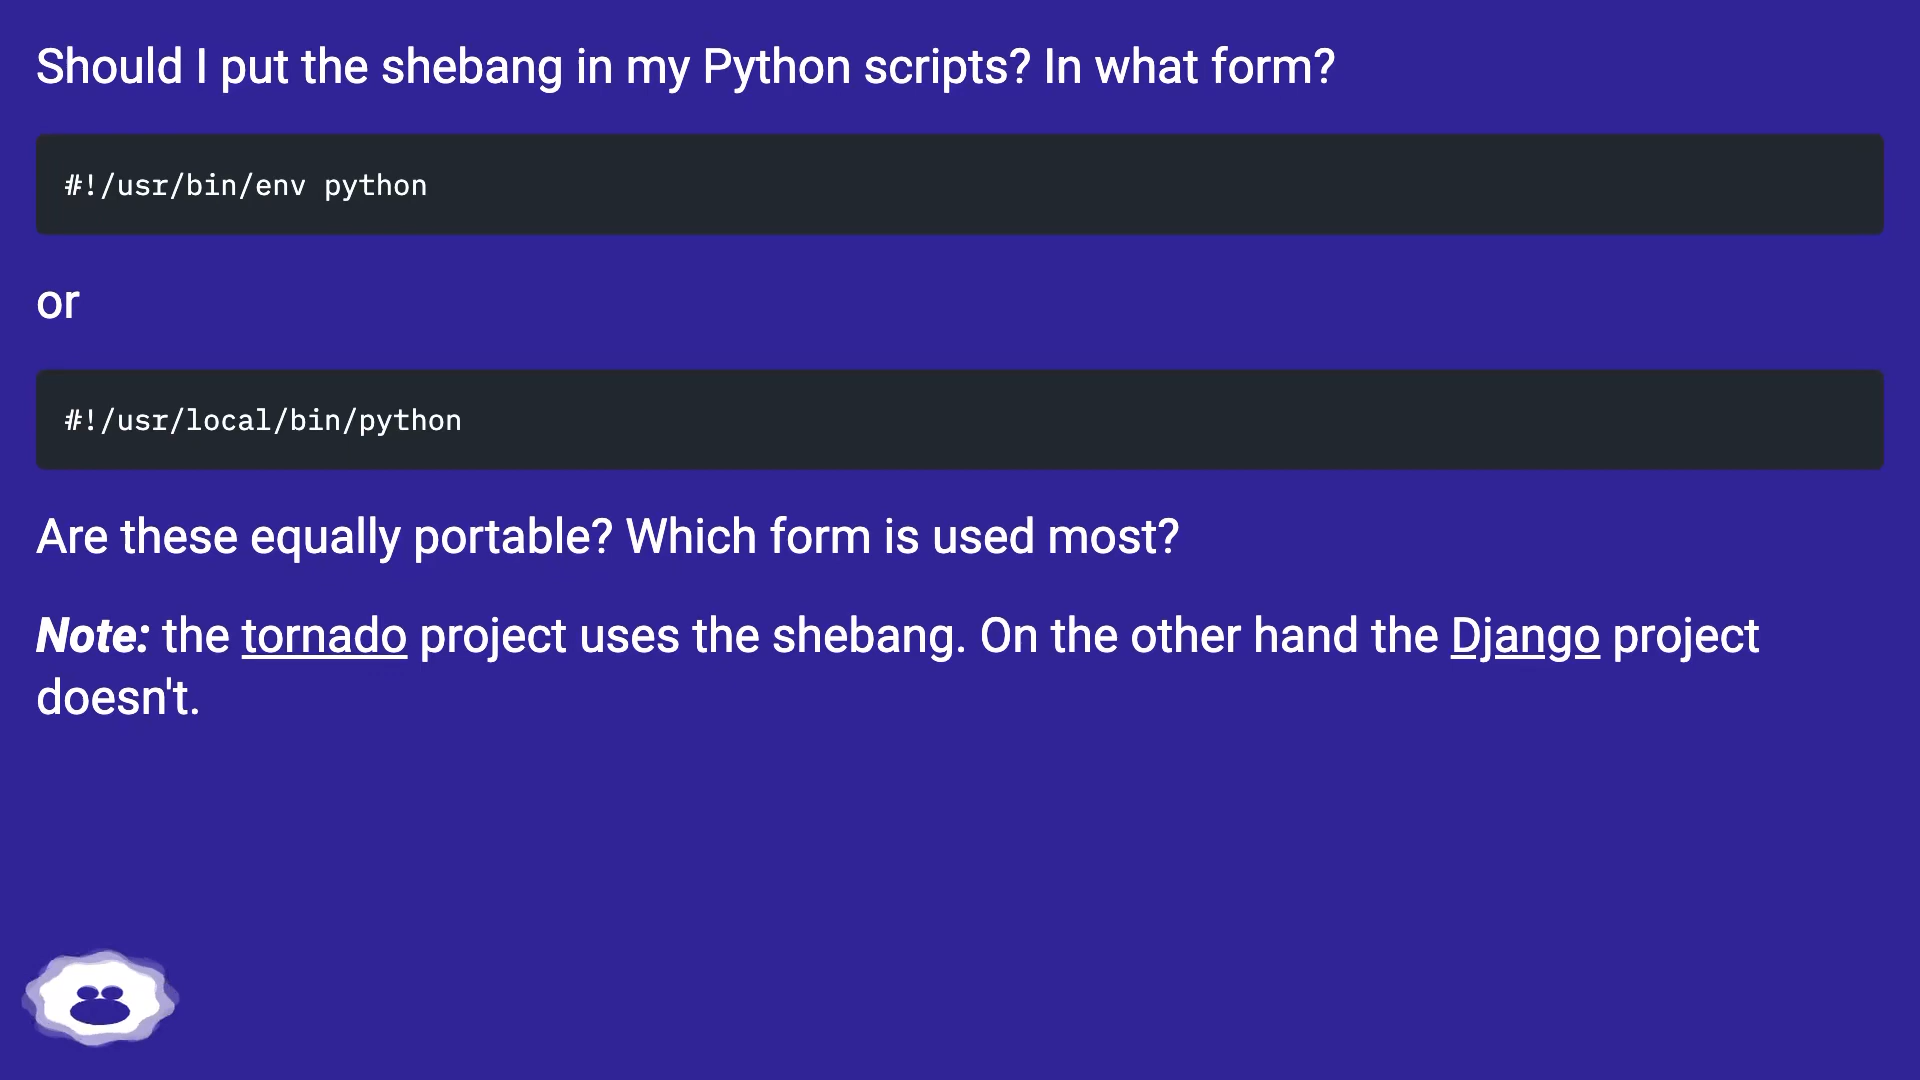 Should I put the shebang in my Python scripts? In what form?
#!/usr/bin/env python
or
#!/usr/local/bin/python
Are these equally portable? Which form is used most?
Note: the tornado project uses the shebang. On the other hand the Django project
doesn't.